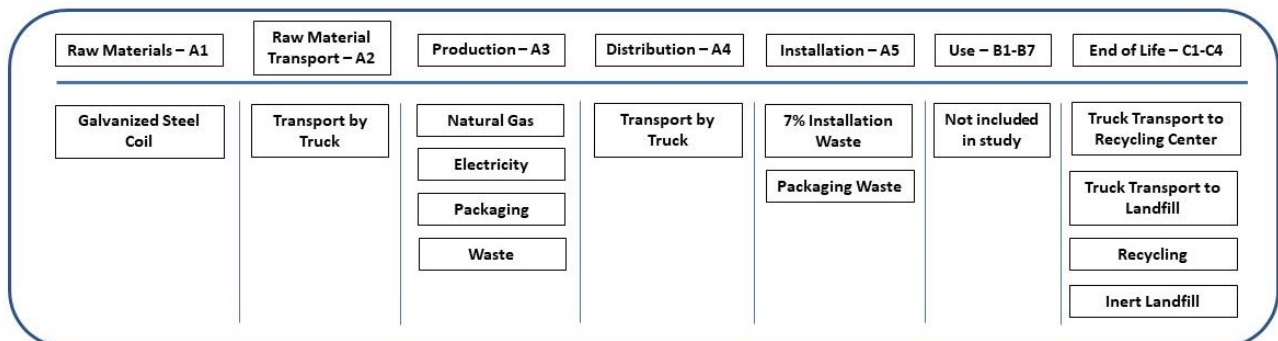 Raw Materials – A1
Raw Material
Transport – A2
Production – A3
Distribution – A4
Installation – A5
Use – B1-B7
End of Life – C1-C4
Galvanized Steel
Coil
Transport by
Truck
Natural Gas
Electricity
Packaging
Waste
Transport by
Truck
7% Installation
Waste
Packaging Waste
Not included
in study
Truck Transport to
Recycling Center
Truck Transport to
Landfill
Recycling
Inert Landfill